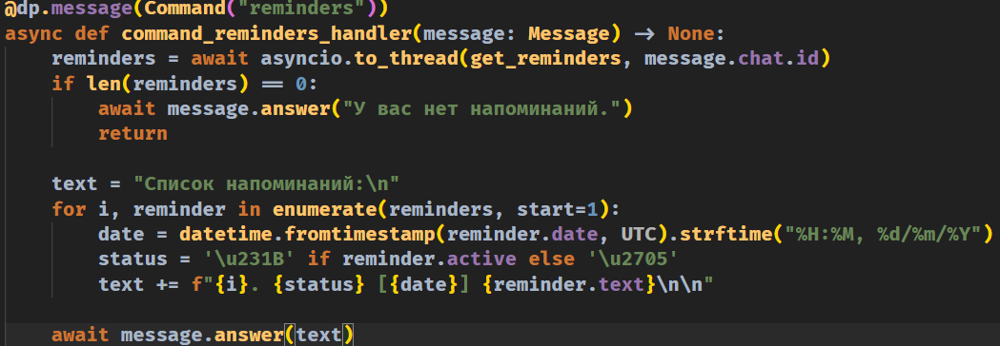 @dp.message(Command("reminders"))
async def command_reminders_handler(message: Message) -> None:
    reminders = await asyncio.to_thread(get_reminders, message.chat.id)
    if len(reminders) == 0:
        await message.answer("У вас нет напоминаний.")
        return

    text = "Список напоминаний:\n"
    for i, reminder in enumerate(reminders, start=1):
        date = datetime.fromtimestamp(reminder.date, UTC).strftime("%H:%M, %d/%m/%Y")
        status = '\u231B' if reminder.active else '\u2705'
        text += f"{i}. {status} [{date}] {reminder.text}\n\n"

    await message.answer(text)